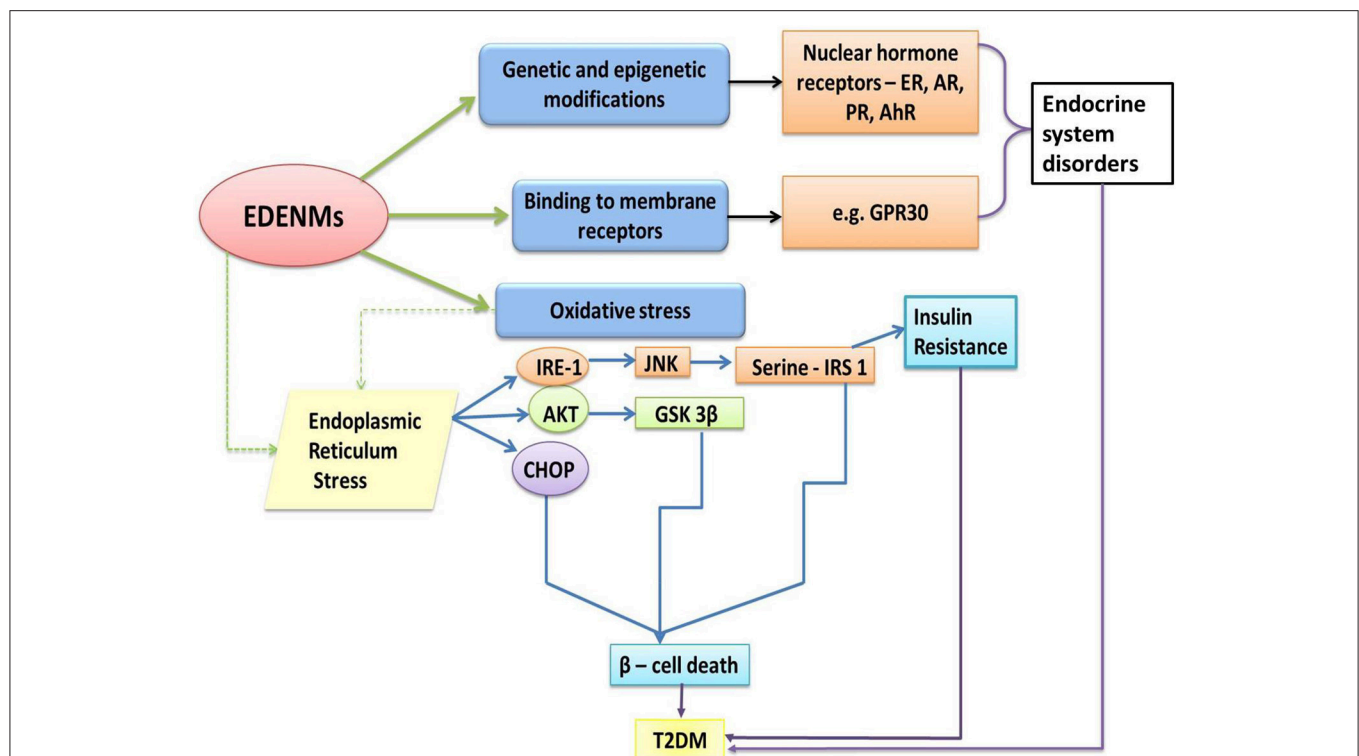 Genetic and epigenetic
modifications
Nuclear hormone
receptors – ER, AR,
PR, AhR
Endocrine
system
disorders
EDENMs
Binding to membrane
receptors
e.g. GPR30
Oxidative stress
Insulin
Resistance
IRE-1
JNK
Serine - IRS 1
Endoplasmic
Reticulum
Stress
AKT
GSK 3β
CHOP
β – cell death
T2DM